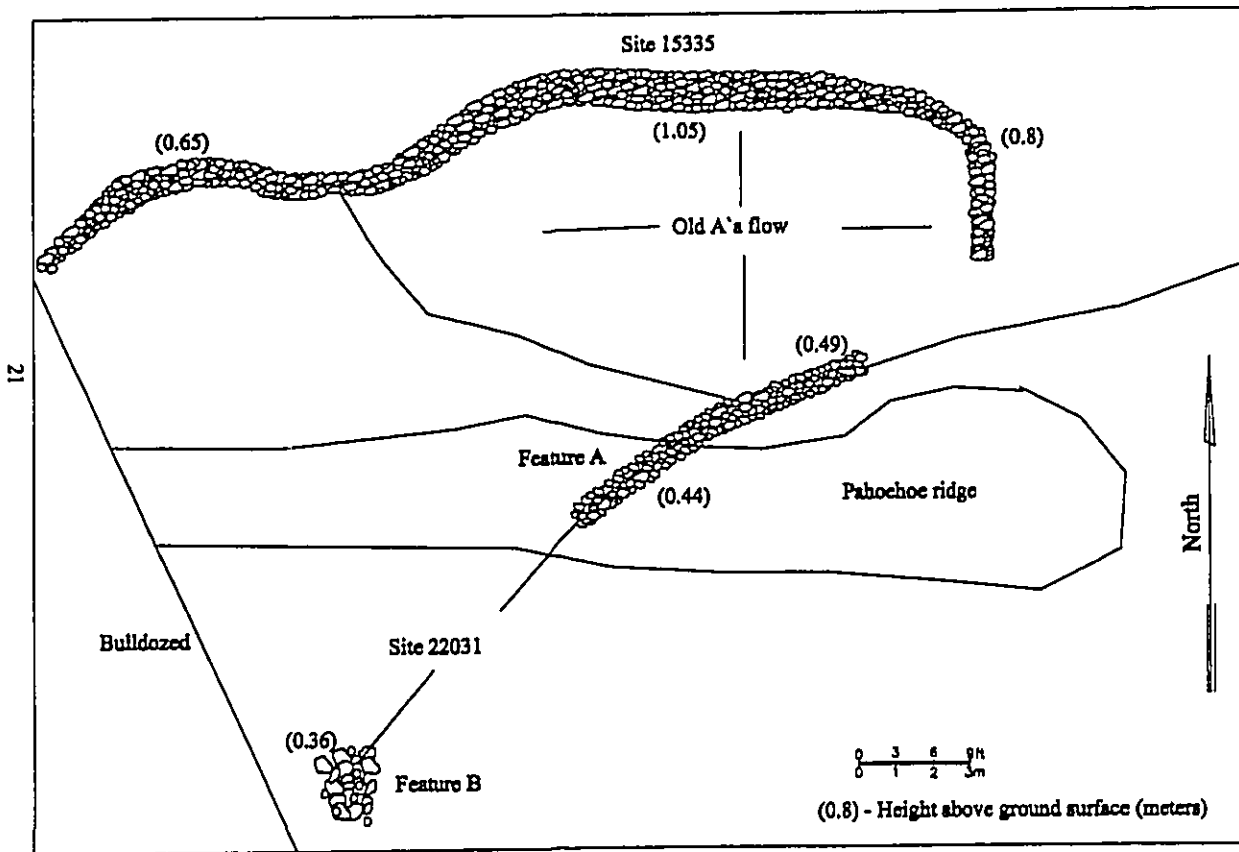 Site 15335
(0.65)
(1.05)
(0.8)
Old A`a flow
21
(0.49)
Feature A
(0.44)
Pahoehoe ridge
North
Bulldozed
Site 22031
(0.36)
Feature B
0 3 6 9ft
0 1 2 3m
(0.8) - Height above ground surface (meters)